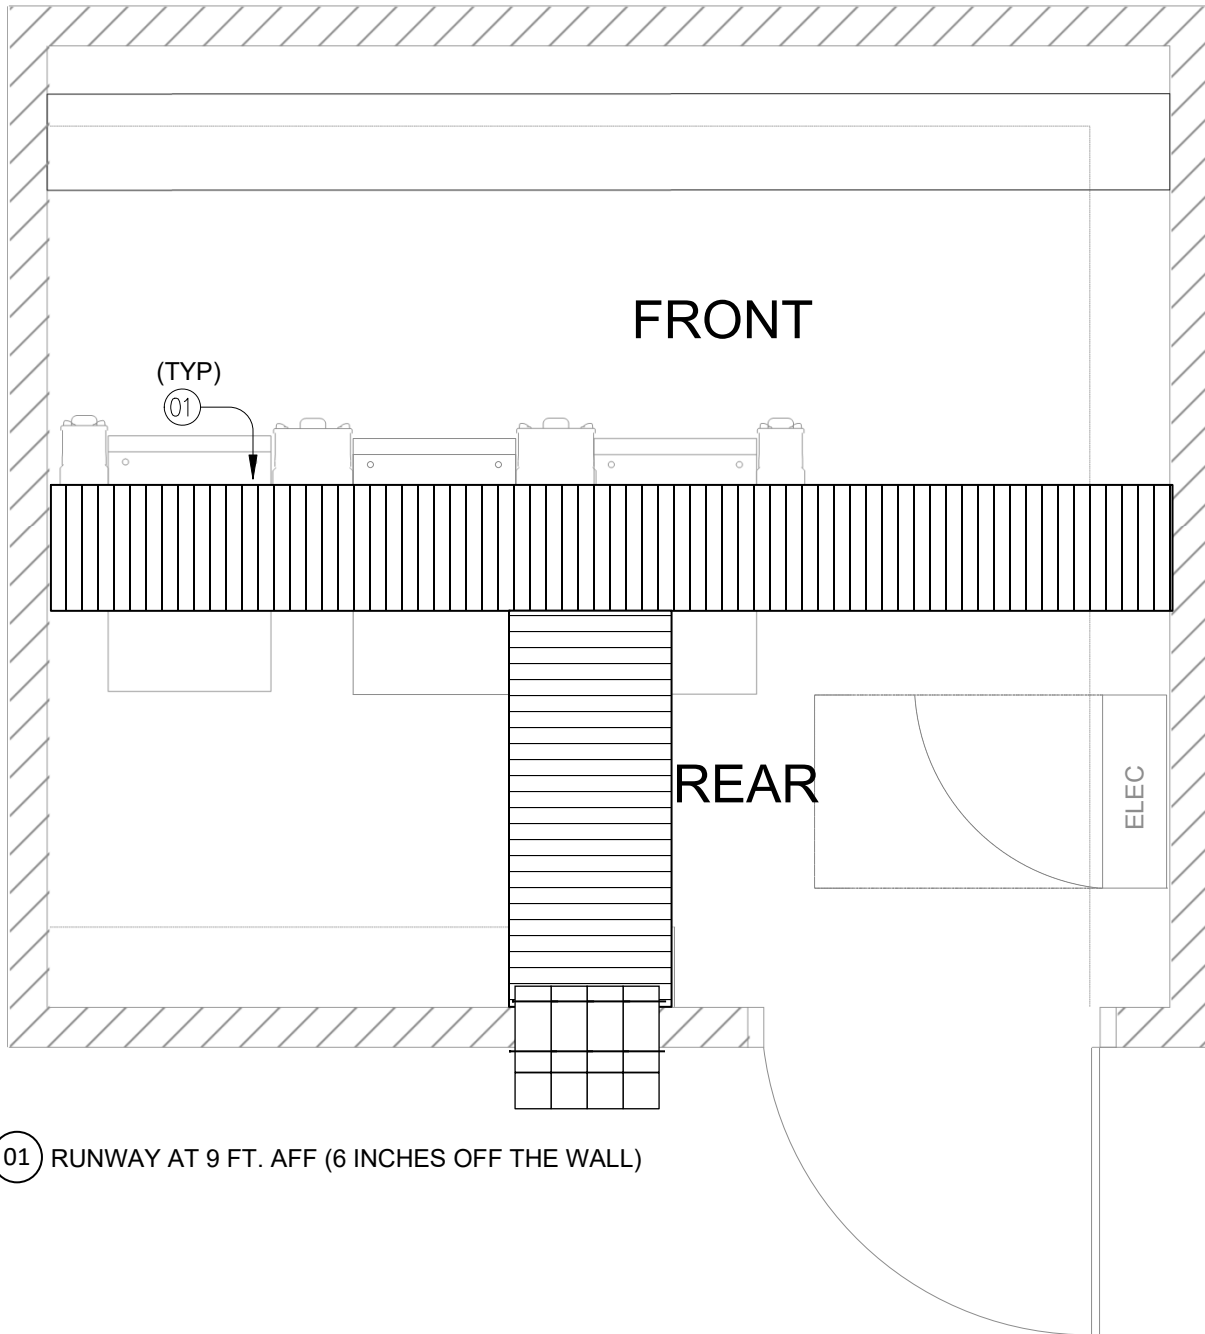 FRONT
(TYP)
01
REAR
ELEC
01 RUNWAY AT 9 FT. AFF (6 INCHES OFF THE WALL)